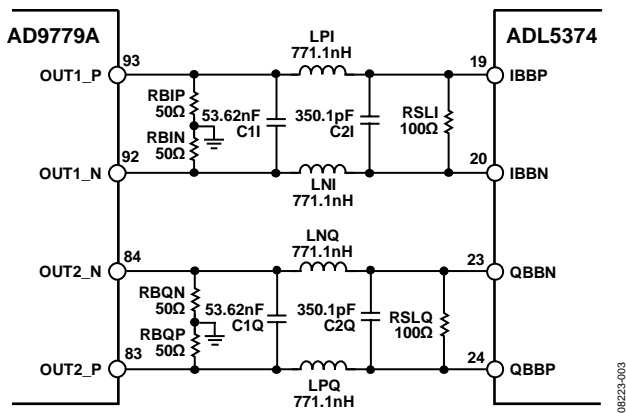 AD9779A
ADL5374
LPI
771.1nH
OUT1_P
93
19
IBBP
RBIP
50Ω
53.62nF
C1I
350.1pF
C2I
RSLI
100Ω
RBIN
50Ω
OUT1_N
92
20
IBBN
LNI
771.1nH
LNQ
771.1nH
OUT2_N
84
23
QBBN
RBQN
50Ω
53.62nF
C1Q
350.1pF
C2Q
RSLQ
100Ω
RBQP
50Ω
OUT2_P
83
24
QBBP
LPQ
771.1nH
08223-003